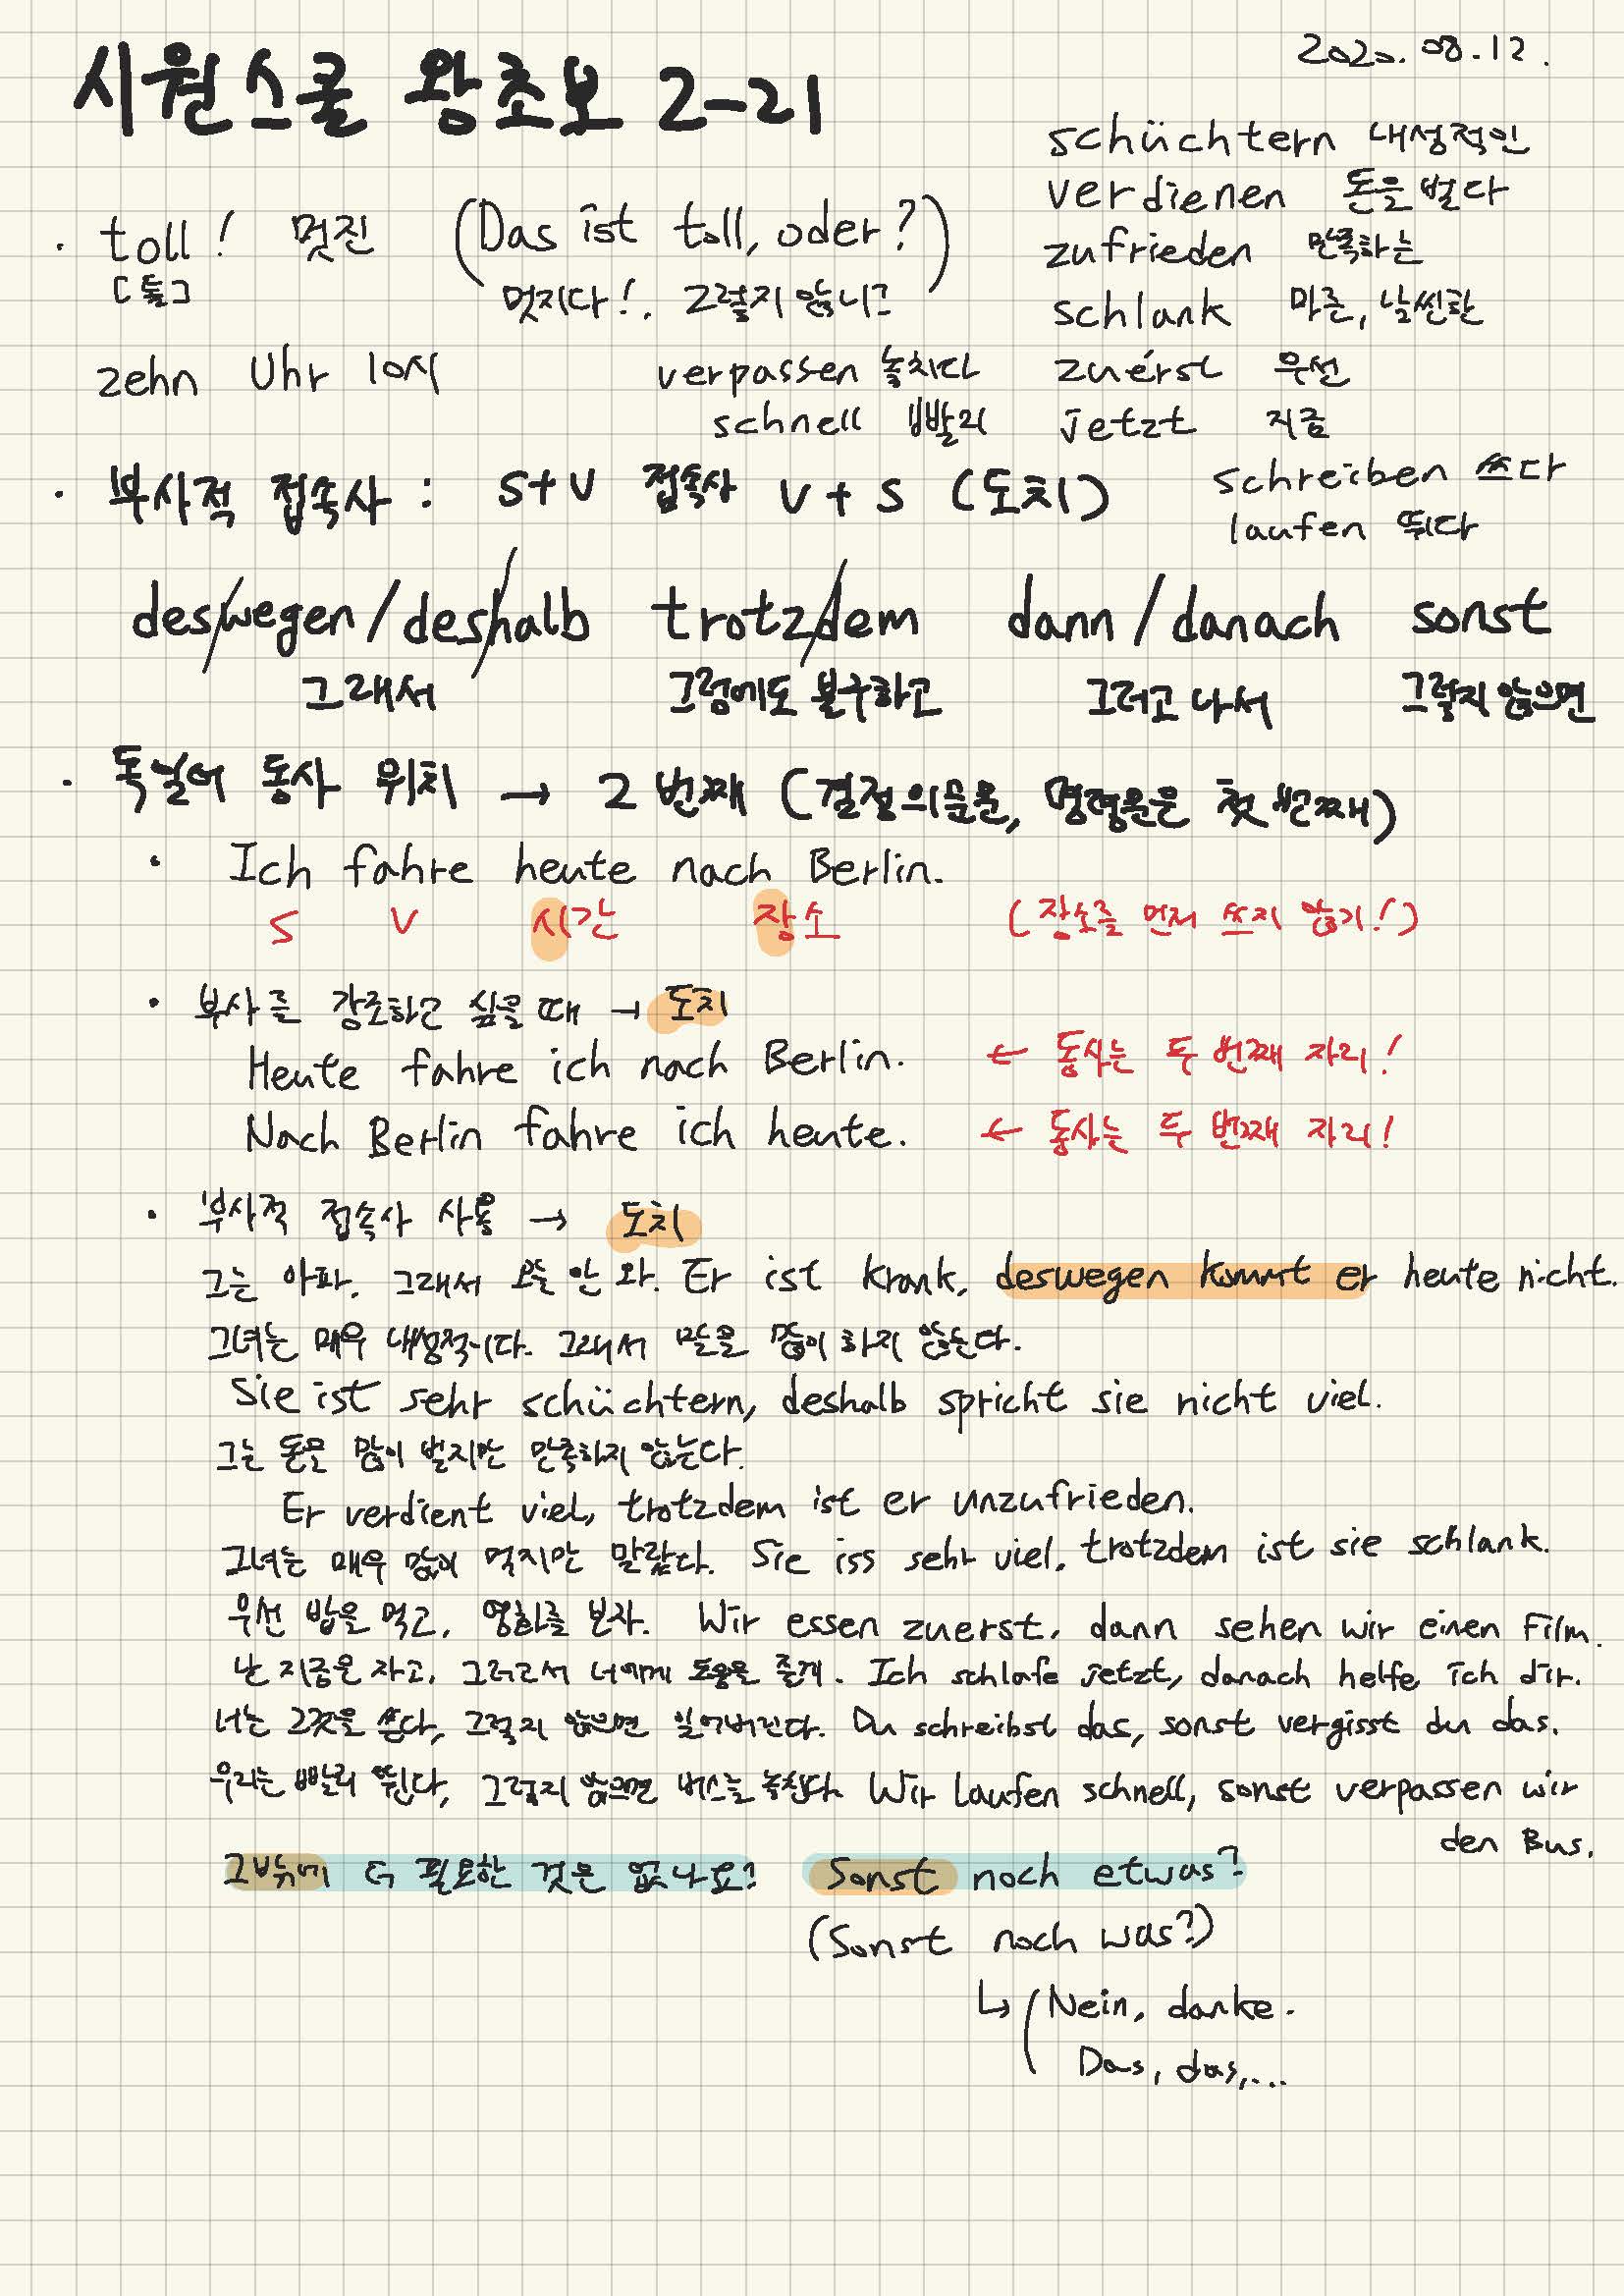 시원스쿨 왕초보 2-21
2020.08.12.
schüchtern 내성적인
verdienen 돈을 벌다
zufrieden 만족하는
schlank 마른, 날씬한
zuerst 우선
jetzt 지금
schreiben 쓰다
laufen 뛰다
· toll! 멋진 (Das ist toll, oder?)
멋지다!. 그렇지 않니?
zehn Uhr 10시
verpassen 놓치다
schnell 빨리
· 부사적 접속사 : S+V 접속사 V+S (도치)
des/wegen/des/halb trotz/dem dann/danach sonst
그래서 그럼에도 불구하고 그러고 나서 그렇지 않으면
· 독일어 동사 위치 → 2 번째 (결정의문문, 명령문은 첫 번째)
· Ich fahre heute nach Berlin.
S V 시간 장소 (장소를 먼저 쓰지 않기!)
· 부사를 강조하고 싶을 때 → 도치
Heute fahre ich nach Berlin. ← 동사는 두 번째 자리!
Nach Berlin fahre ich heute. ← 동사는 두 번째 자리!
· 부사적 접속사 사용 → 도치
그는 아파. 그래서 오늘 안 와. Er ist krank, deswegen kommt er heute nicht.
그녀는 매우 내성적이다. 그래서 말을 많이 하지 않는다.
Sie ist sehr schüchtern, deshalb spricht sie nicht viel.
그는 돈을 많이 벌지만 만족하지 않는다.
Er verdient viel, trotzdem ist er unzufrieden.
그녀는 매우 많이 먹지만 말랐다. Sie iss sehr viel, trotzdem ist sie schlank.
우선 밥을 먹고, 영화를 보자. Wir essen zuerst, dann sehen wir einen Film.
난 지금은 자고, 그러고서 너에게 도움을 줄게. Ich schlafe jetzt, danach helfe ich dir.
너는 그것을 쓴다, 그렇지 않으면 잊어버린다. Du schreibst das, sonst vergisst du das.
우리는 빨리 뛴다, 그렇지 않으면 버스를 놓친다. Wir laufen schnell, sonst verpassen wir
den Bus.
그밖에 더 필요한 것은 없나요? Sonst noch etwas?
(Sonst noch was?)
↳ (Nein, danke.
Das, das,...